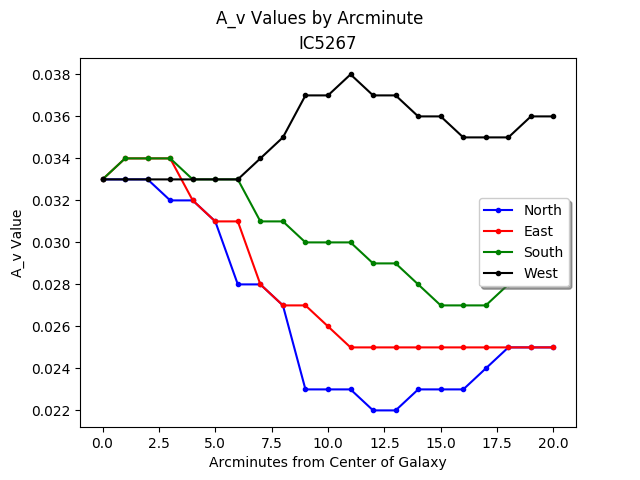 A_v Values by Arcminute
IC5267
0.038
0.036
0.034
0.032
0.030
0.028
0.026
0.024
0.022
A_v Value
North
East
South
West
0.0 2.5 5.0 7.5 10.0 12.5 15.0 17.5 20.0
Arcminutes from Center of Galaxy